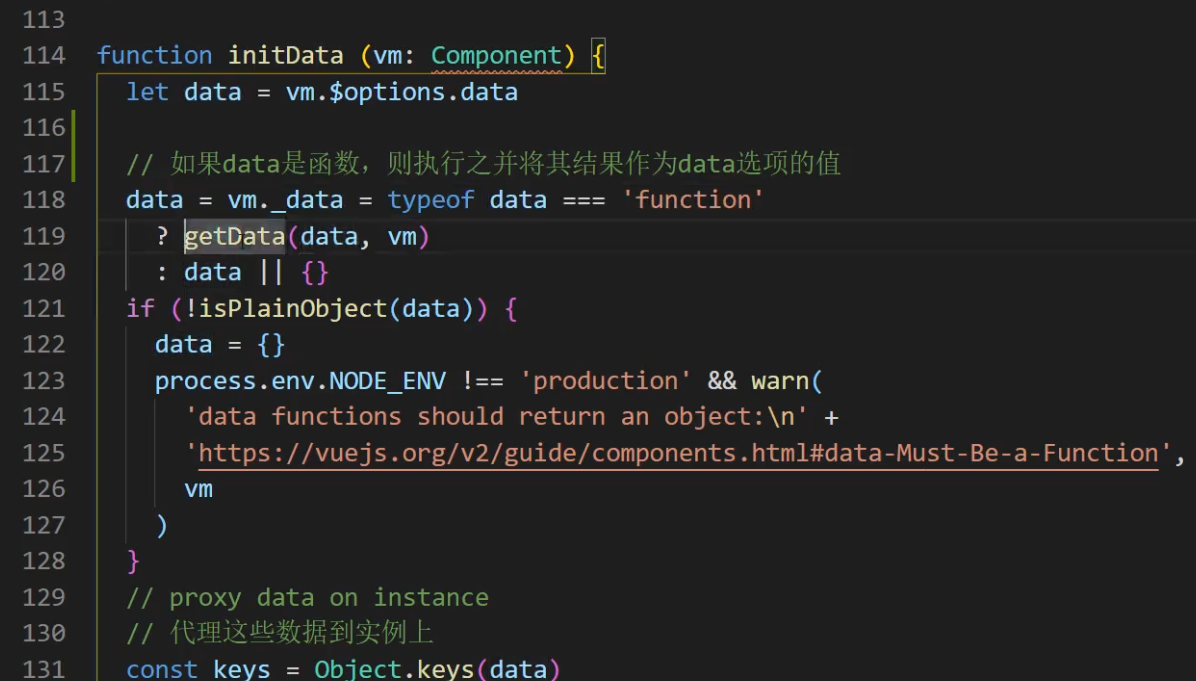 113
114 function initData (vm: Component) {
115 let data = vm.$options.data
116
117 // 如果data是函数，则执行之并将其结果作为data选项的值
118 data = vm._data = typeof data === 'function'
119 ? getData(data, vm)
120 : data || {}
121 if (!isPlainObject(data)) {
122 data = {}
123 process.env.NODE_ENV !== 'production' && warn(
124 'data functions should return an object:\n' +
125 'https://vuejs.org/v2/guide/components.html#data-Must-Be-a-Function',
126 vm
127 )
128 }
129 // proxy data on instance
130 // 代理这些数据到实例上
131 const keys = Object.keys(data)